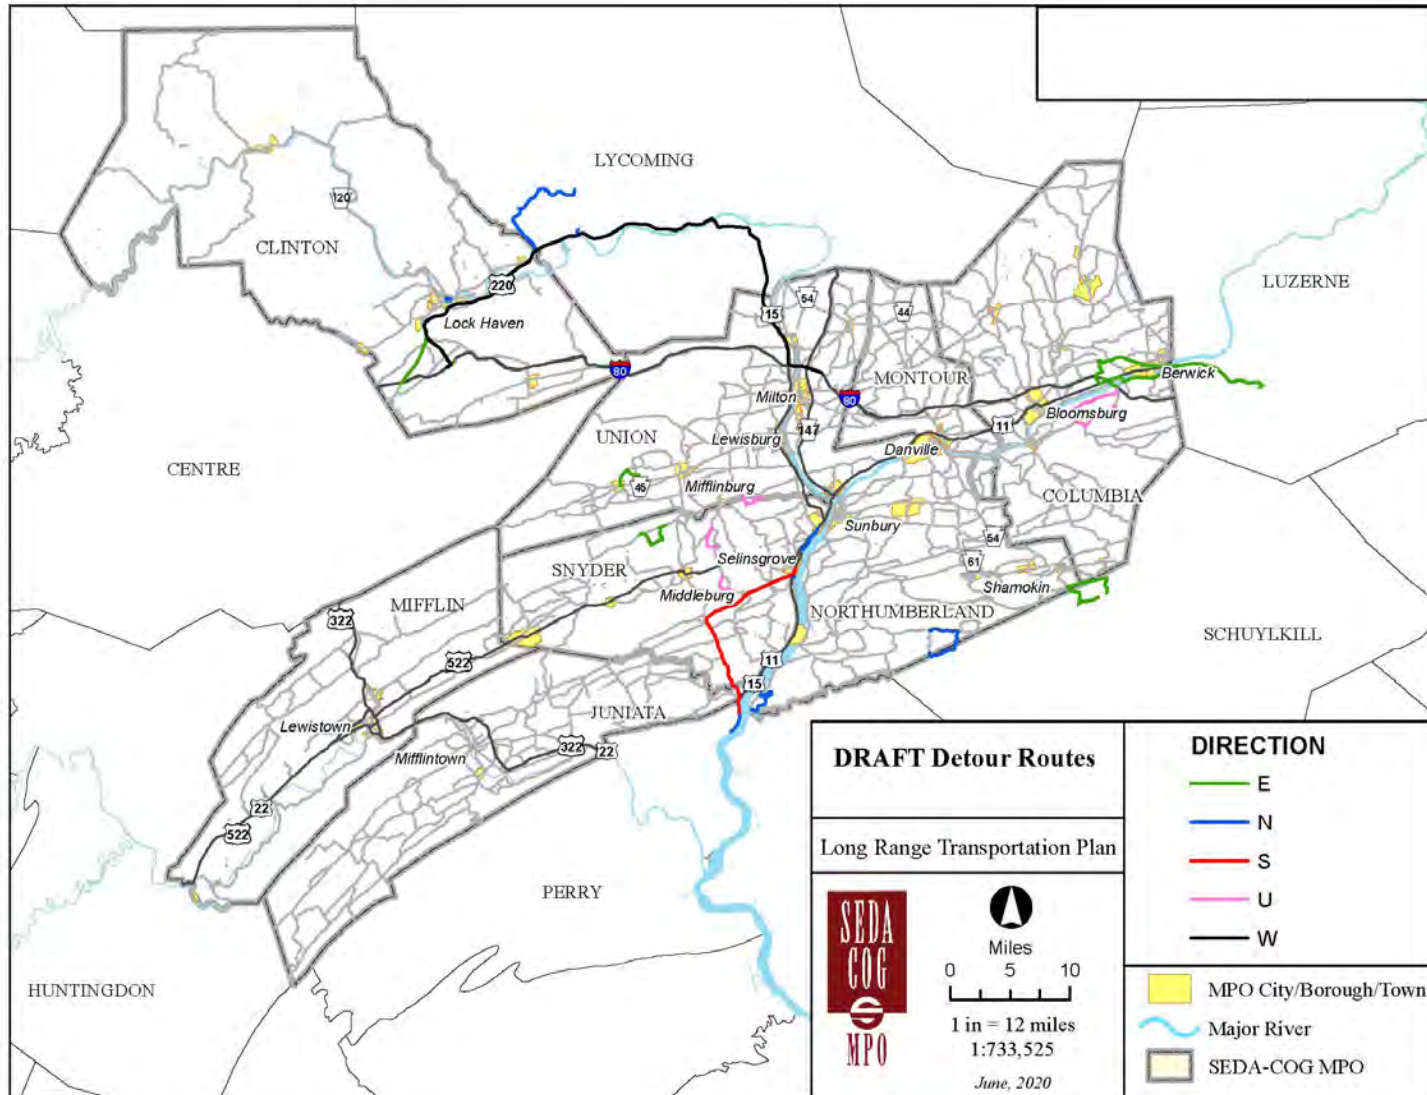 LYCOMING
120
CLINTON
220
LUZERNE
54
15
44
Lock Haven
80
MONTOUR
Berwick
Milton
80
Bloomsburg
147
11
UNION
Lewisburg
Danville
CENTRE
45
Mifflinburg
COLUMBIA
Sunbury
54
Selinsgrove
61
SNYDER
Shamokin
MIFFLIN
Middleburg
NORTHUMBERLAND
322
SCHUYLKILL
522
11
15
JUNIATA
Lewistown
322
22
Mifflintown
22
522
PERRY
HUNTINGDON
DRAFT Detour Routes
Long Range Transportation Plan
SEDA
COG
MPO
Miles
0 5 10
1 in = 12 miles
1:733,525
June, 2020
DIRECTION
E
N
S
U
W
MPO City/Borough/Town
Major River
SEDA-COG MPO